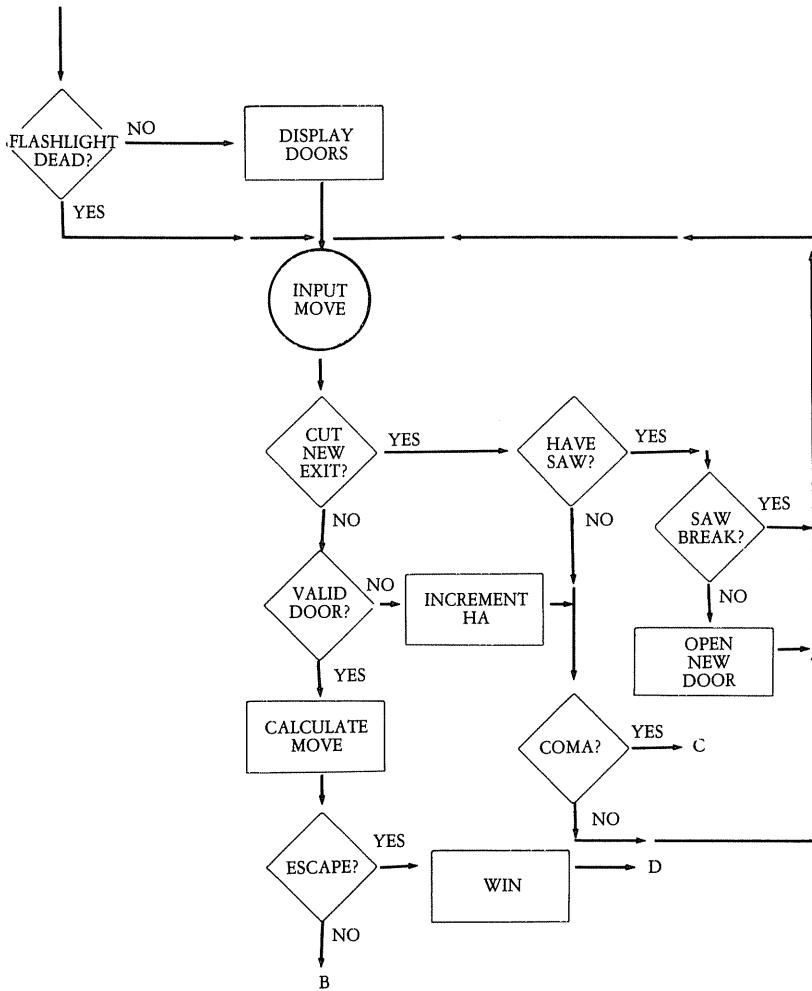 FLASHLIGHT
DEAD?
NO
YES
DISPLAY
DOORS
INPUT
MOVE
CUT
NEW
EXIT?
YES
NO
HAVE
SAW?
YES
NO
SAW
BREAK?
YES
NO
OPEN
NEW
DOOR
VALID
DOOR?
NO
YES
INCREMENT
HA
CALCULATE
MOVE
COMA?
YES
C
NO
ESCAPE?
YES
NO
WIN
D
B